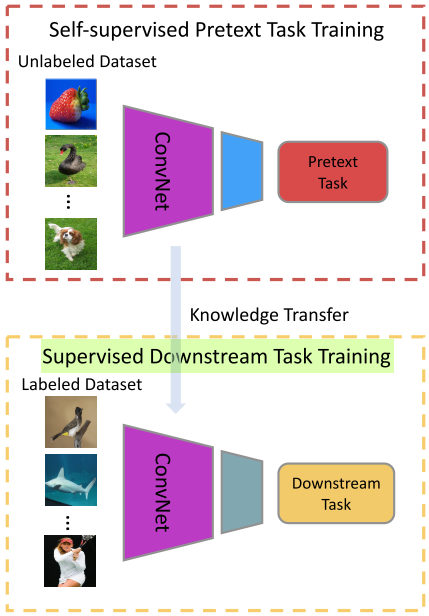 Self-supervised Pretext Task Training
Unlabeled Dataset
ConvNet
Pretext
Task
...
Knowledge Transfer
Supervised Downstream Task Training
Labeled Dataset
ConvNet
Downstream
Task
...